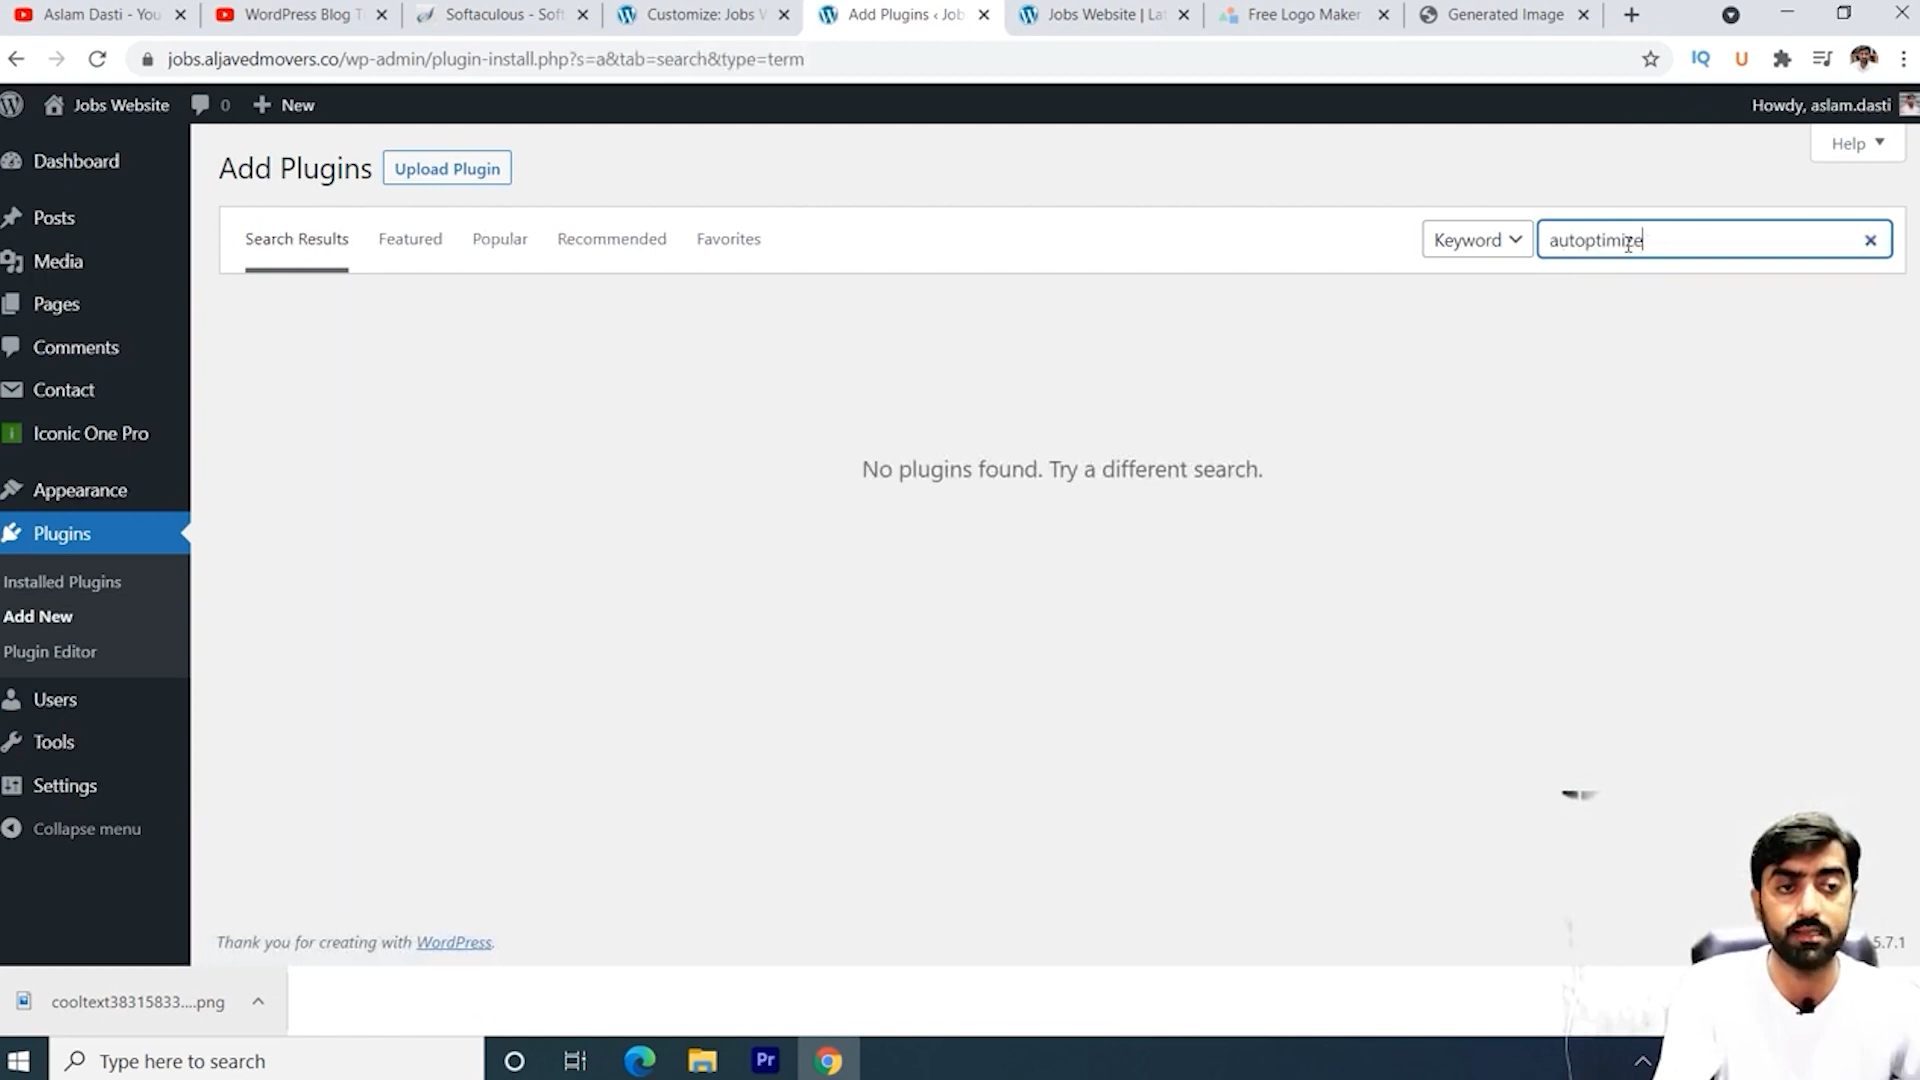 Aslam Dasti - You
WordPress Blog T
Softaculous - Soft
Customize: Jobs W
Add Plugins ‹ Job
Jobs Website | Lat
Free Logo Maker
Generated Image
jobs.aljavedmovers.co/wp-admin/plugin-install.php?s=a&tab=search&type=term
IQ
U
Jobs Website
0
New
Howdy, aslam.dasti
Dashboard
Posts
Media
Pages
Comments
Contact
Iconic One Pro
Appearance
Plugins
Installed Plugins
Add New
Plugin Editor
Users
Tools
Settings
Collapse menu
Add Plugins
Upload Plugin
Help
Search Results
Featured
Popular
Recommended
Favorites
Keyword
autoptimize
No plugins found. Try a different search.
Thank you for creating with WordPress.
5.7.1
cooltext38315833....png
Type here to search
Pr